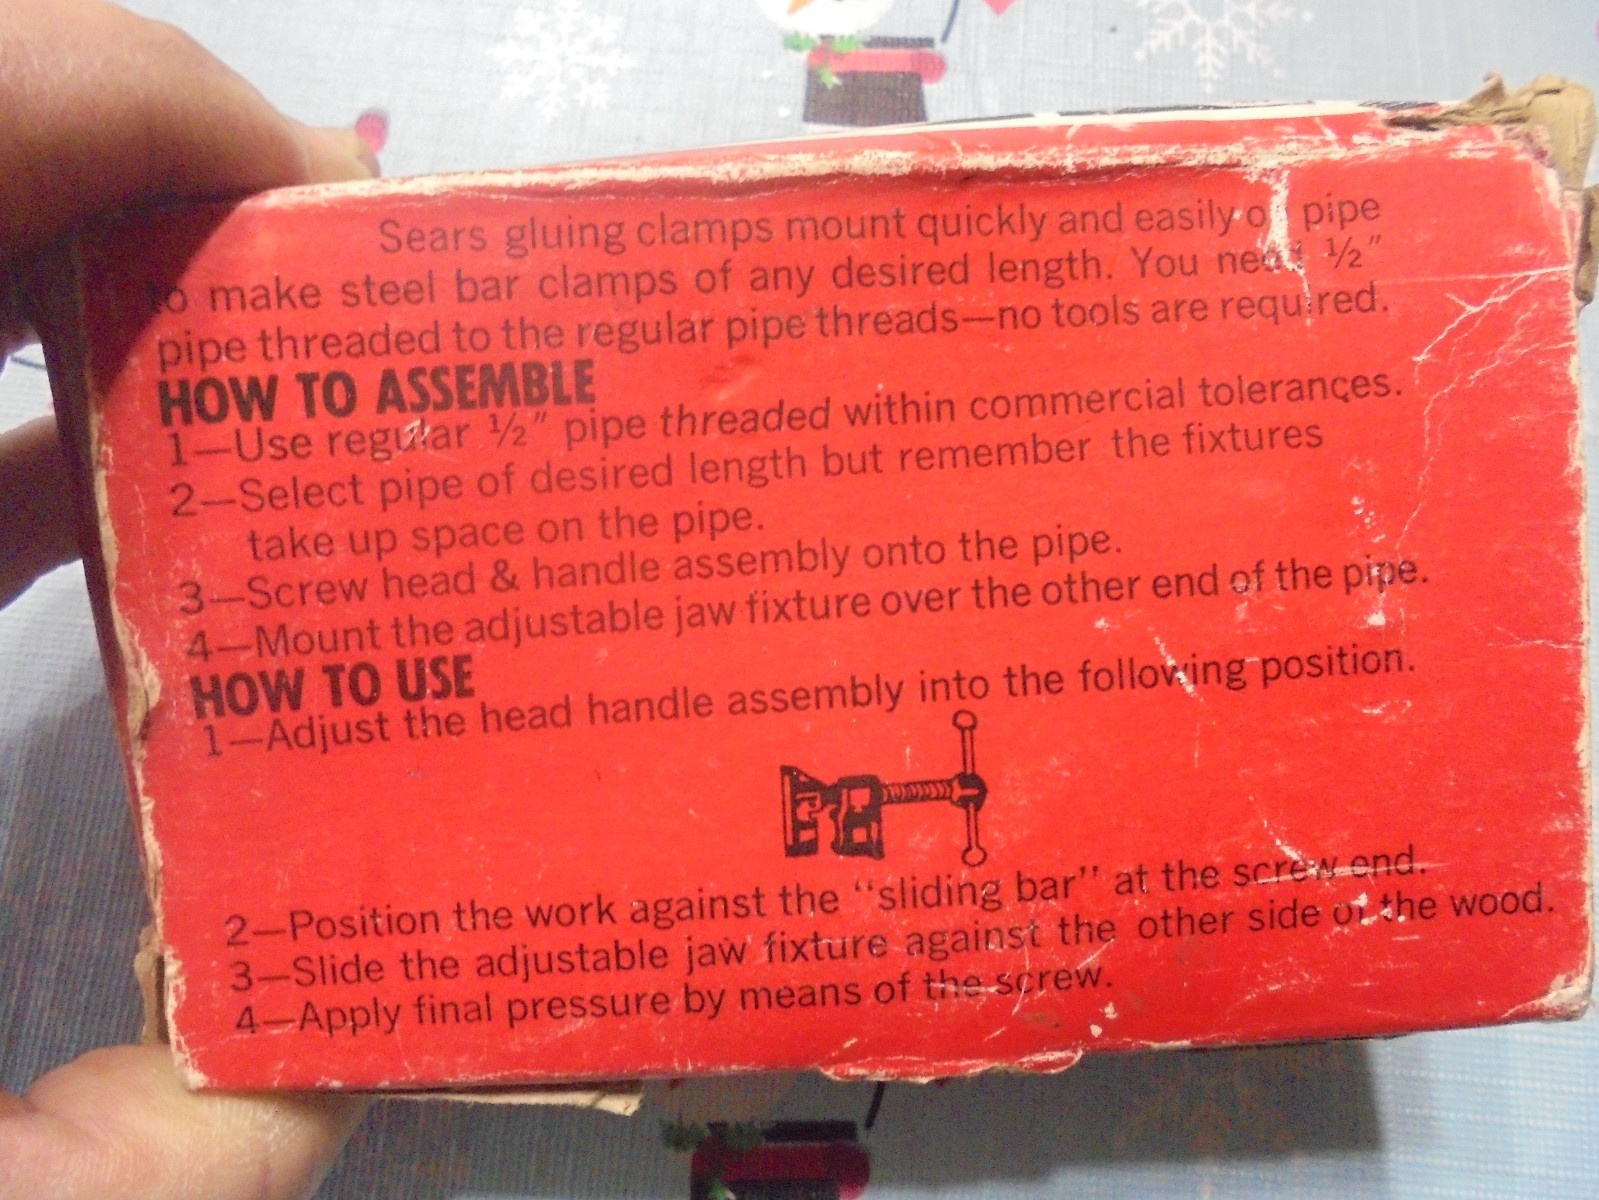 Sears gluing clamps mount quickly and easily on pipe
to make steel bar clamps of any desired length. You need ½"
pipe threaded to the regular pipe threads—no tools are required.
HOW TO ASSEMBLE
1—Use regular ½" pipe threaded within commercial tolerances.
2—Select pipe of desired length but remember the fixtures
take up space on the pipe.
3—Screw head & handle assembly onto the pipe.
4—Mount the adjustable jaw fixture over the other end of the pipe.
HOW TO USE
1—Adjust the head handle assembly into the following position.
2—Position the work against the "sliding bar" at the screw end.
3—Slide the adjustable jaw fixture against the other side of the wood.
4—Apply final pressure by means of the screw.